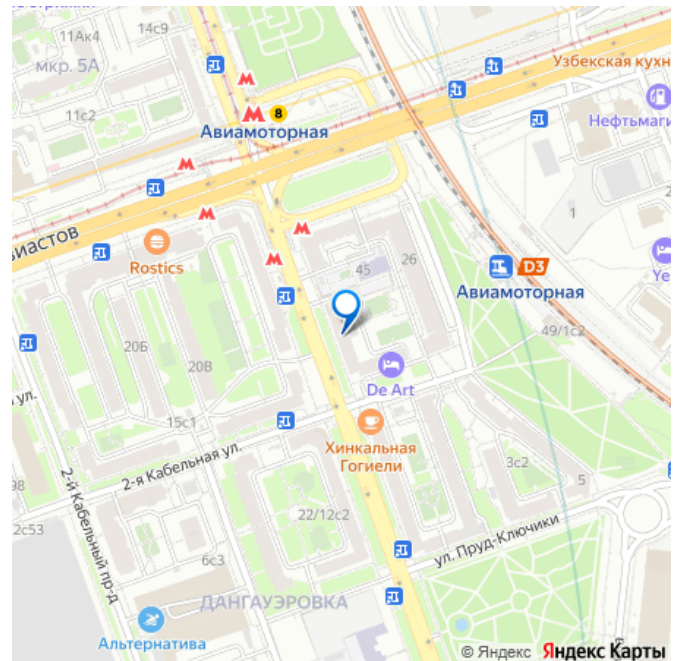 11Ак4
14с9
мкр. 5А
11с2
8
Авиамоторная
Узбекская кухн
Нефтьмаги
1
ВИАСТОВ
Rostics
45
26
D3
Авиамоторная
Ye
49/1с2
20Б
20В
De Art
ул.
15с1
Хинкальная
Гогиели
2-я Кабельная ул.
98
3с2
5
2-й Кабельный пр-д
22/12с2
2с53
ул. Пруд-Ключики
6с3
ДАНГАУЭРОВКА
Альтернатива
© Яндекс Яндекс Карты